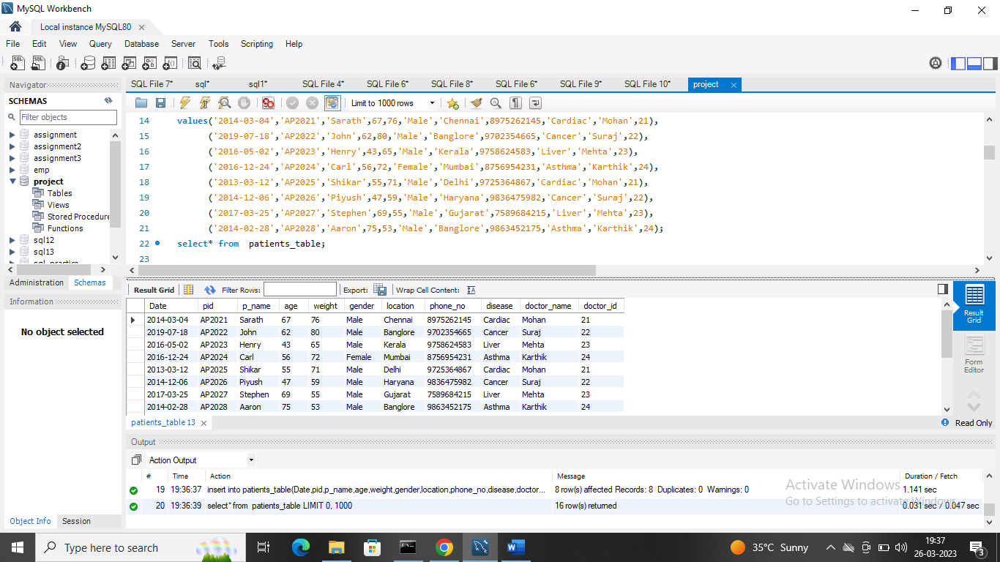 MySQL Workbench
Local instance MySQL80
File Edit View Query Database Server Tools Scripting Help
Navigator
SCHEMAS
Filter objects
assignment
assignment2
assignment3
emp
project
Tables
Views
Stored Procedure
Functions
sql12
sql13
sql_practice
Administration Schemas
Information
No object selected
Object Info Session
SQL File 7* sql* sql1* SQL File 4* SQL File 6* SQL File 8* SQL File 6* SQL File 9* SQL File 10* project
Limit to 1000 rows
14 values('2014-03-04','AP2021','Sarath',67,76,'Male','Chennai',8975262145,'Cardiac','Mohan',21),
15 ('2019-07-18','AP2022','John',62,80,'Male','Banglore',9702354665,'Cancer','Suraj',22),
16 ('2016-05-02','AP2023','Henry',43,65,'Male','Kerala',9758624583,'Liver','Mehta',23),
17 ('2016-12-24','AP2024','Carl',56,72,'Female','Mumbai',8756954231,'Asthma','Karthik',24),
18 ('2013-03-12','AP2025','Shikar',55,71,'Male','Delhi',9725364867,'Cardiac','Mohan',21),
19 ('2014-12-06','AP2026','Piyush',47,59,'Male','Haryana',9836475982,'Cancer','Suraj',22),
20 ('2017-03-25','AP2027','Stephen',69,55,'Male','Gujarat',7589684215,'Liver','Mehta',23),
21 ('2014-02-28','AP2028','Aaron',75,53,'Male','Banglore',9863452175,'Asthma','Karthik',24);
22 select* from patients_table;
23
Result Grid Filter Rows: Export: Wrap Cell Content:
Date pid p_name age weight gender location phone_no disease doctor_name doctor_id
2014-03-04 AP2021 Sarath 67 76 Male Chennai 8975262145 Cardiac Mohan 21
2019-07-18 AP2022 John 62 80 Male Banglore 9702354665 Cancer Suraj 22
2016-05-02 AP2023 Henry 43 65 Male Kerala 9758624583 Liver Mehta 23
2016-12-24 AP2024 Carl 56 72 Female Mumbai 8756954231 Asthma Karthik 24
2013-03-12 AP2025 Shikar 55 71 Male Delhi 9725364867 Cardiac Mohan 21
2014-12-06 AP2026 Piyush 47 59 Male Haryana 9836475982 Cancer Suraj 22
2017-03-25 AP2027 Stephen 69 55 Male Gujarat 7589684215 Liver Mehta 23
2014-02-28 AP2028 Aaron 75 53 Male Banglore 9863452175 Asthma Karthik 24
Result
Grid
Form
Editor
patients_table 13
Read Only
Output
Action Output
# Time Action Message Duration / Fetch
19 19:36:37 insert into patients_table(Date,pid,p_name,age,weight,gender,location,phone_no,disease,doctor... 8 row(s) affected Records: 8 Duplicates: 0 Warnings: 0 1.141 sec
20 19:36:39 select* from patients_table LIMIT 0, 1000 16 row(s) returned 0.031 sec / 0.047 sec
Activate Windows
Go to Settings to activate Windows.
Type here to search
35°C Sunny
19:37
26-03-2023
3